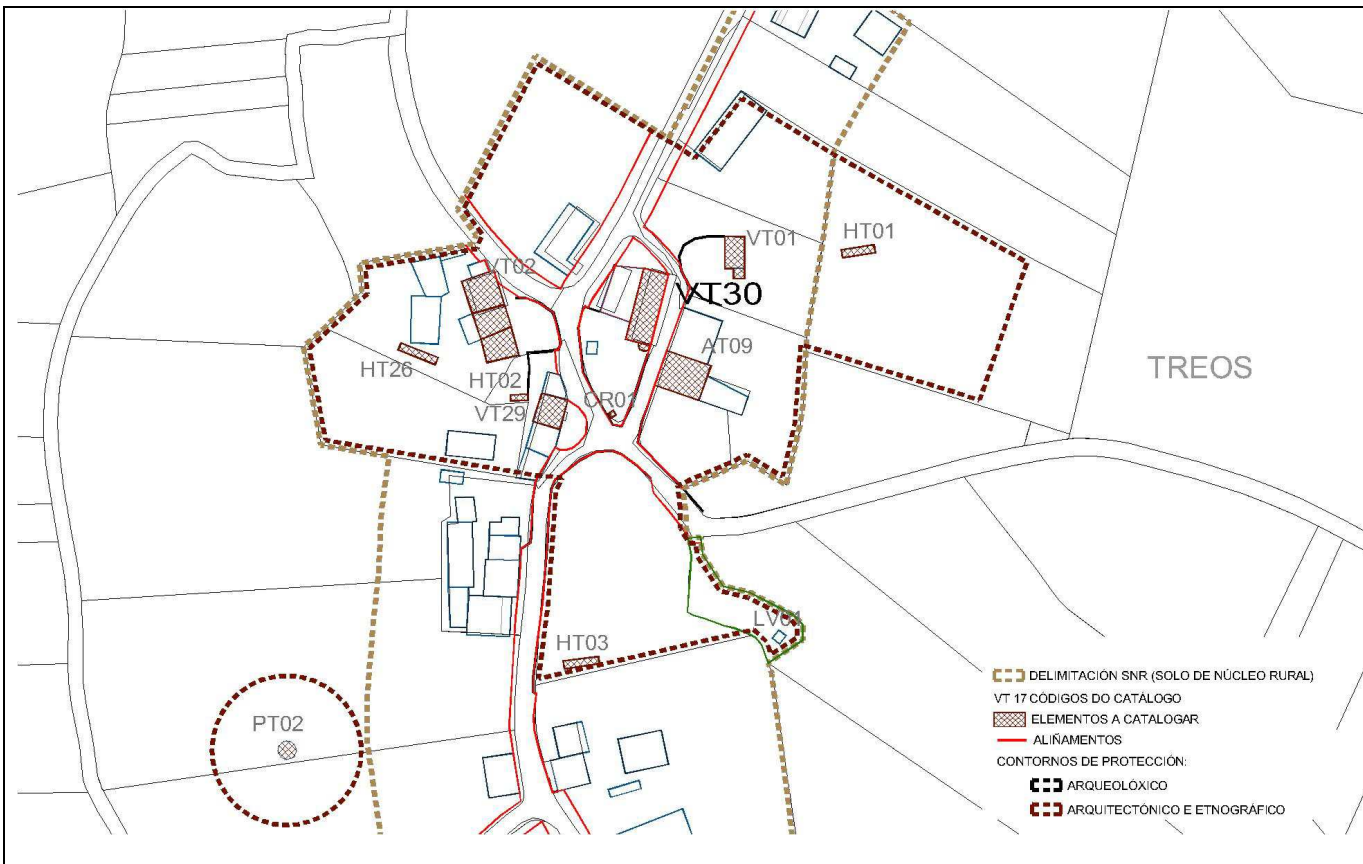 VT01
HT01
VT02
VT30
AT09
HT26
HT02
VT29
CR01
TREOS
LV01
HT03
PT02
DELIMITACIÓN SNR (SOLO DE NÚCLEO RURAL)
VT 17 CÓDIGOS DO CATÁLOGO
ELEMENTOS A CATALOGAR
ALIÑAMENTOS
CONTORNOS DE PROTECCIÓN:
ARQUEOLÓXICO
ARQUITECTÓNICO E ETNOGRÁFICO